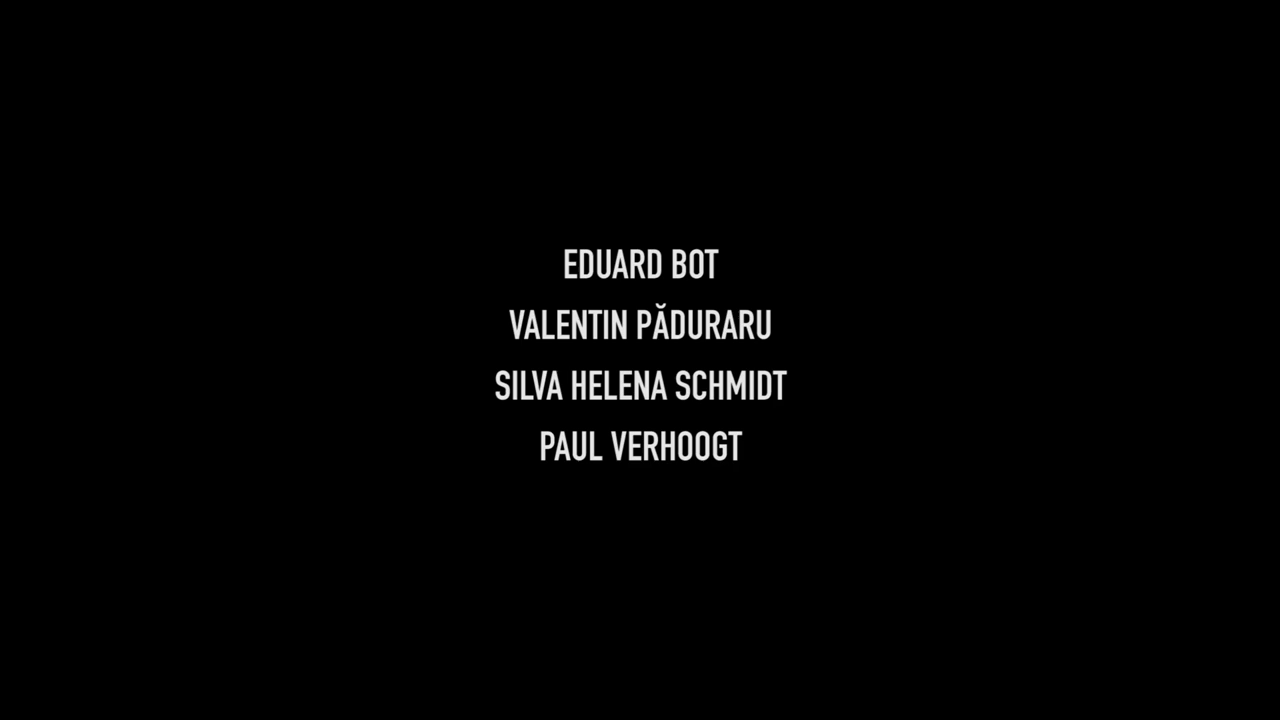 EDUARD BOT
VALENTIN PĂDURARU
SILVA HELENA SCHMIDT
PAUL VERHOOGT